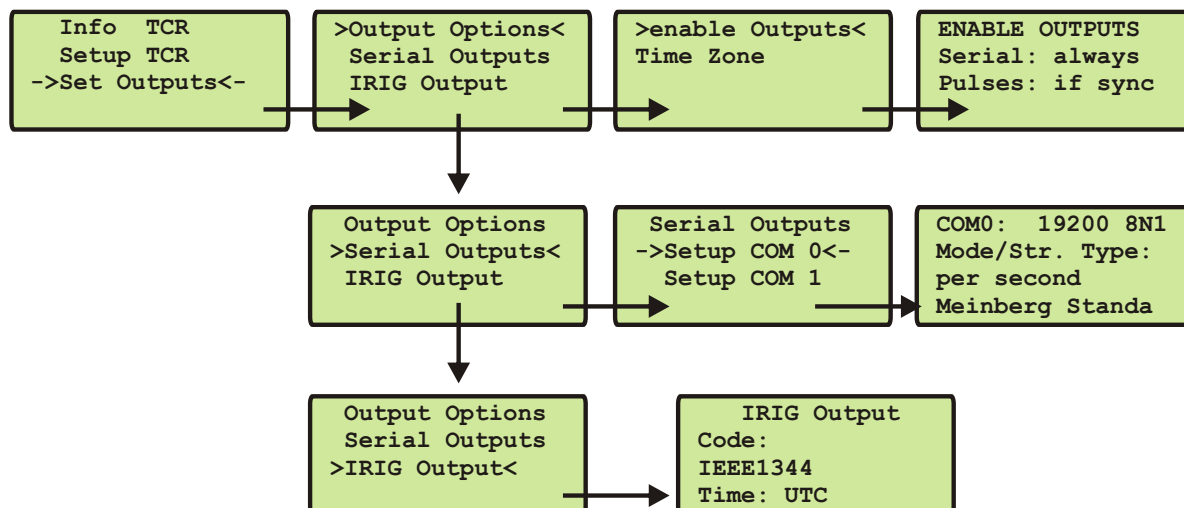 Info TCR
Setup TCR
->Set Outputs<-
>Output Options<
Serial Outputs
IRIG Output
>enable Outputs<
Time Zone
ENABLE OUTPUTS
Serial: always
Pulses: if sync
Output Options
>Serial Outputs<
IRIG Output
Serial Outputs
->Setup COM 0<-
Setup COM 1
COM0: 19200 8N1
Mode/Str. Type:
per second
Meinberg Standa
Output Options
Serial Outputs
>IRIG Output<
IRIG Output
Code:
IEEE1344
Time: UTC